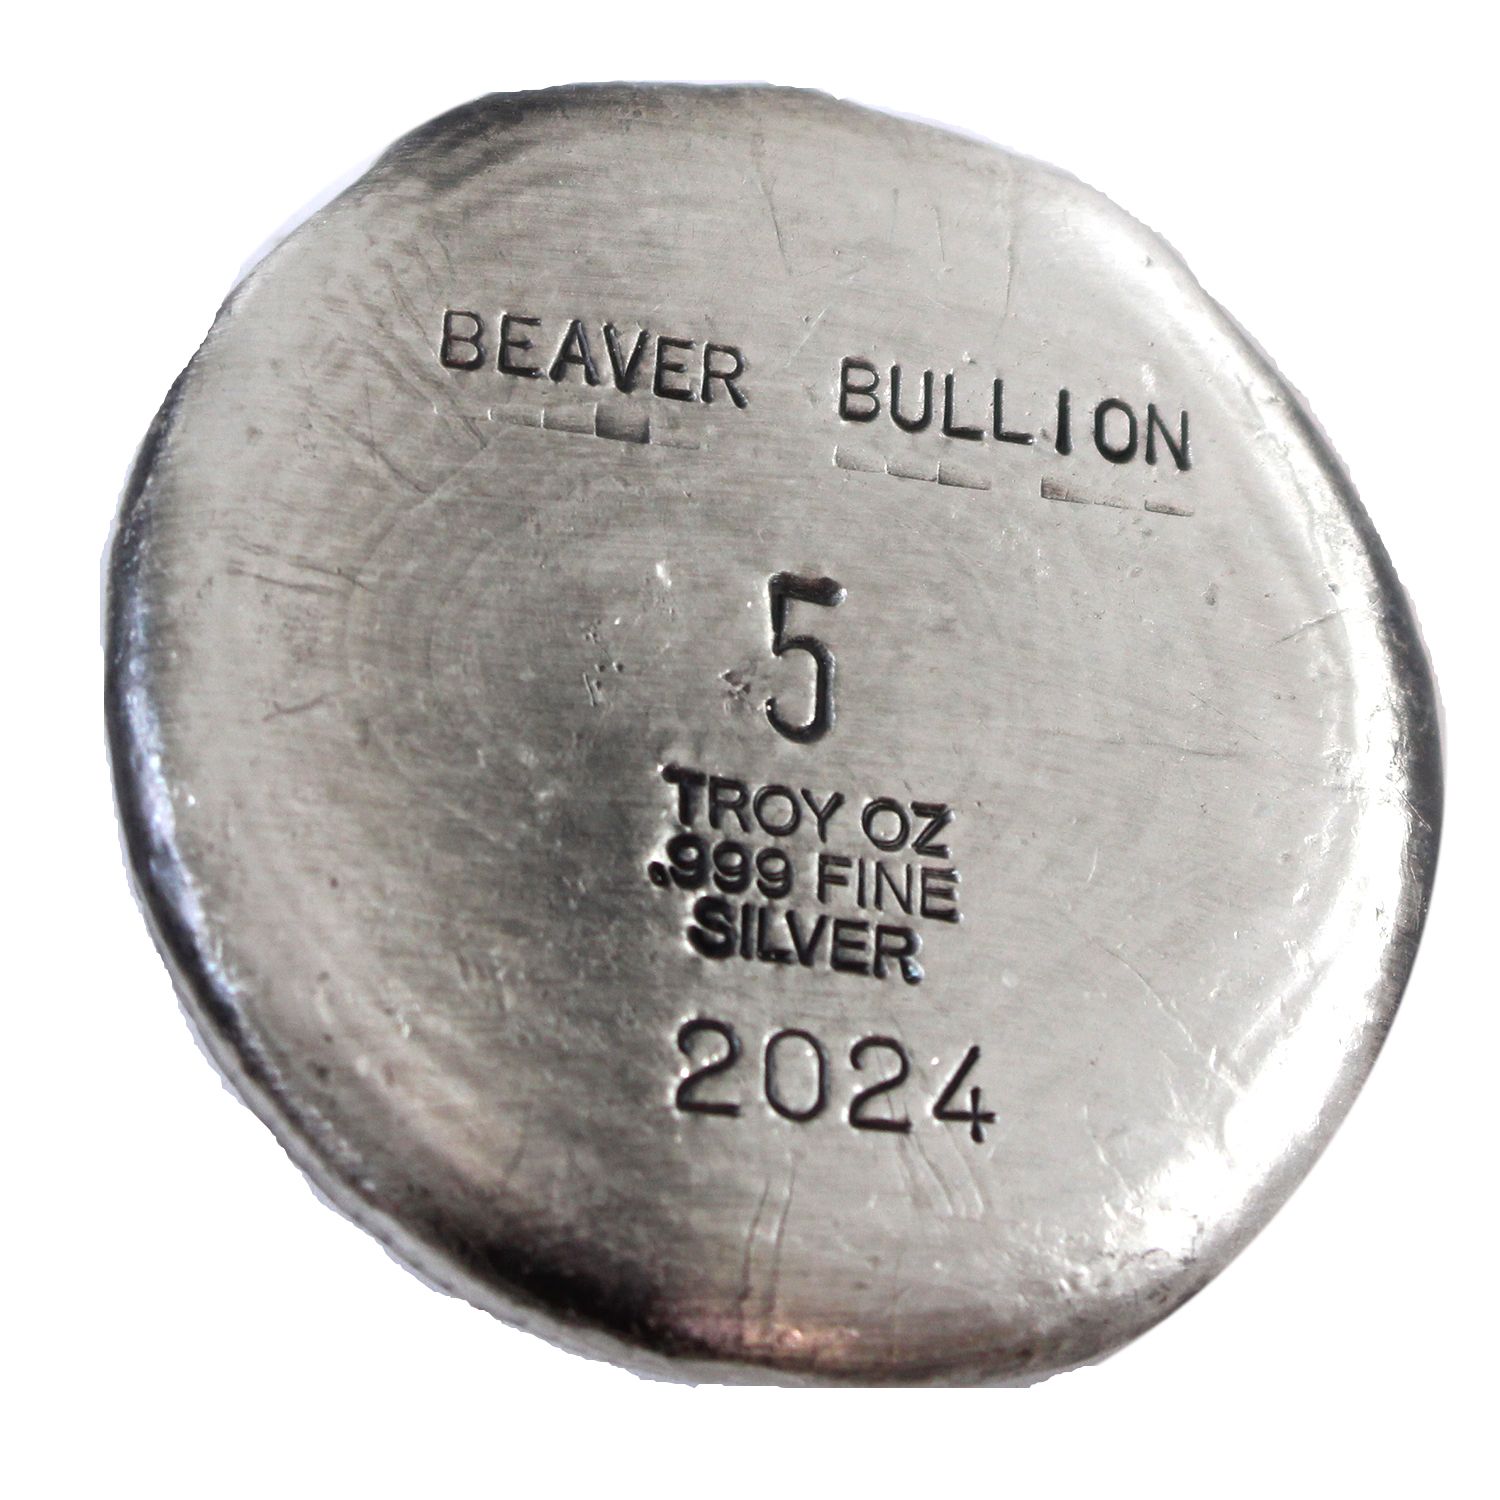 BEAVER BULLION
5
TROY OZ
.999 FINE
SILVER
2024